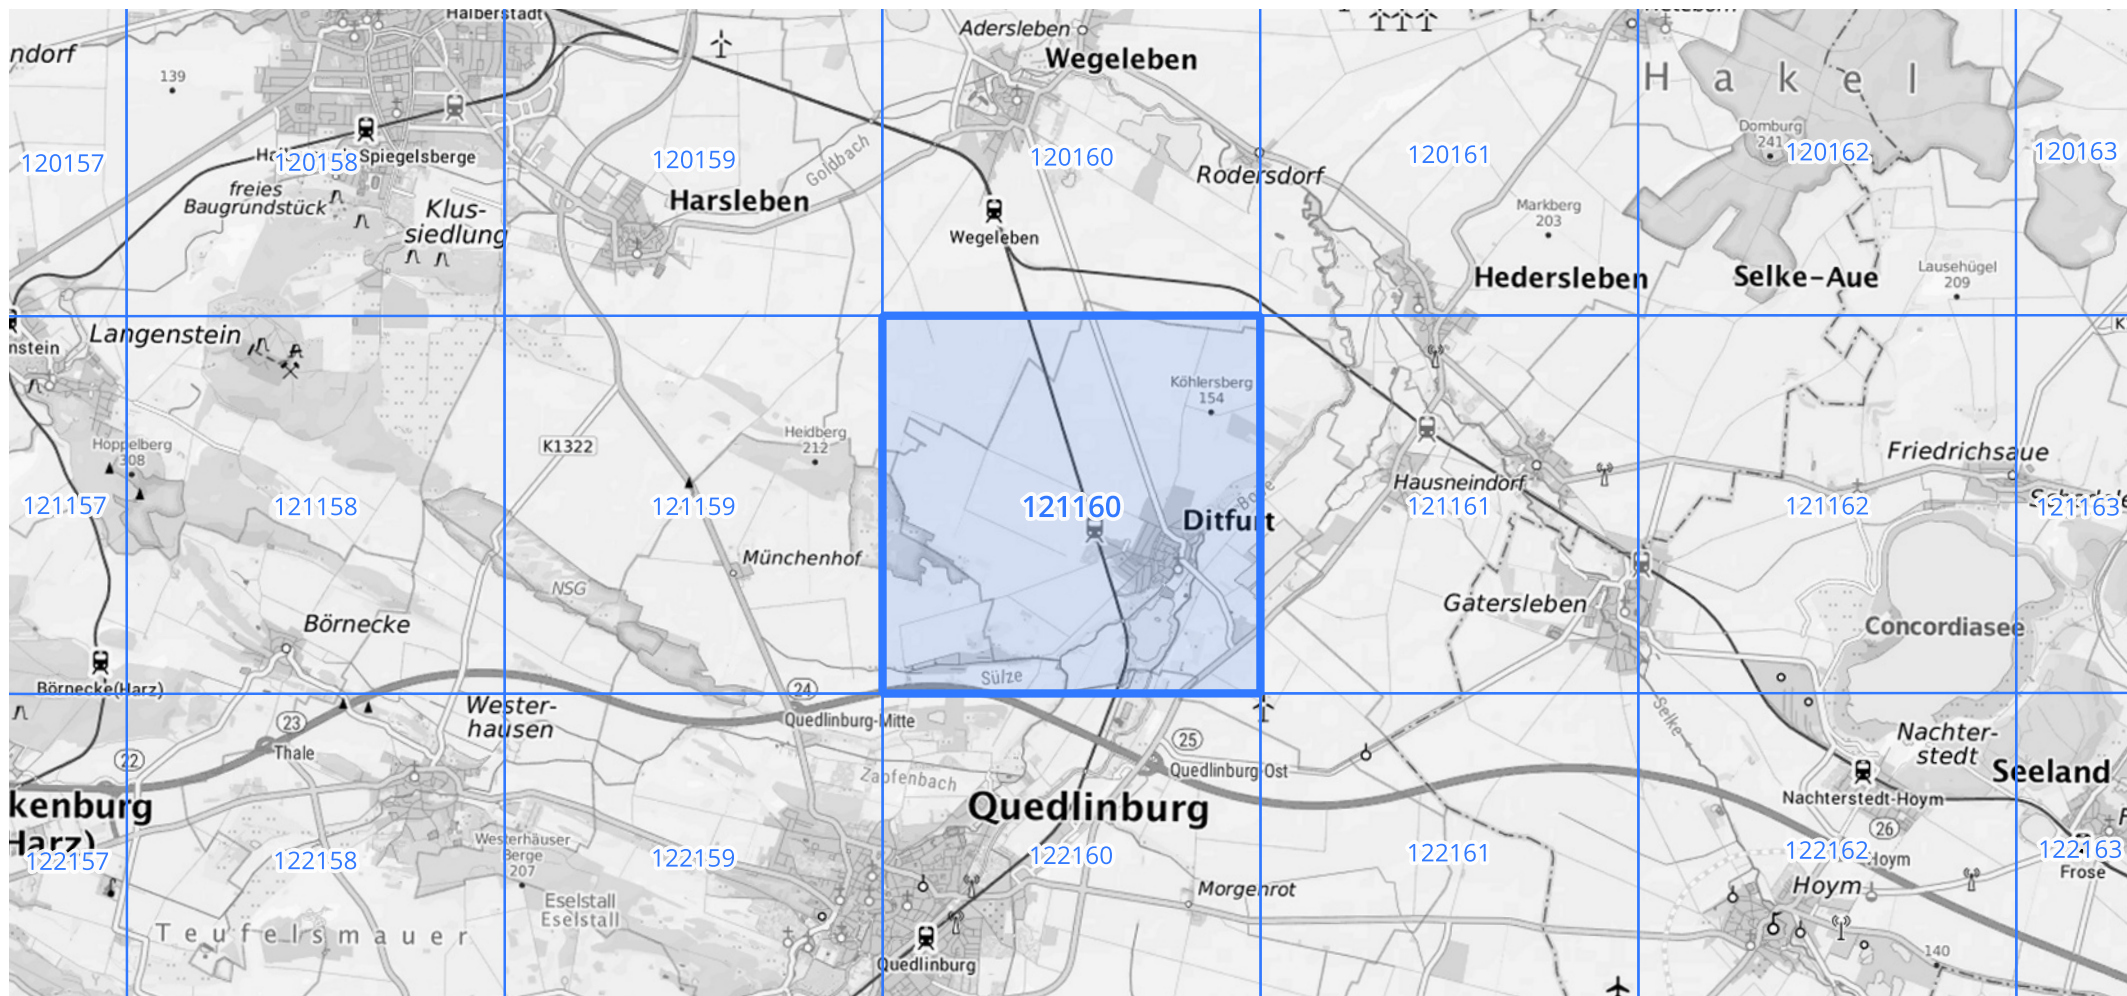 Halberstadt
ndorf
139
Adersleben
Wegeleben
H a k e l
Domburg
241
120157
120158
Spiegelsberge
120159
Goldbach
120160
Rodersdorf
120161
120162
120163
freies
Baugrundstück
Klus-
siedlung
Harsleben
Wegeleben
Markberg
203
Hedersleben
Selke-Aue
Lausehügel
209
Langenstein
nstein
K
Köhlersberg
154
Hoppelberg
308
K1322
Heidberg
212
Friedrichsaue
Hausneindorf
121157
121158
121159
121160
Bode
Ditfurt
121161
121162
121163
Münchenhof
NSG
Börnecke
Gatersleben
Concordiasee
Börnecke(Harz)
Sülze
24
Quedlinburg-Mitte
Wester-
hausen
23
Thale
22
25
Quedlinburg-Ost
Selke
Nachter-
stedt
Seeland
Zapfenbach
Nachterstedt-Hoym
kenburg
Harz)
Quedlinburg
26
Hoym
Westerhäuser
Berge
207
122157
122158
122159
122160
122161
122162
122163
Frose
Eselstall
Eselstall
Morgenrot
Hoym
Teufelsmauer
140
Quedlinburg